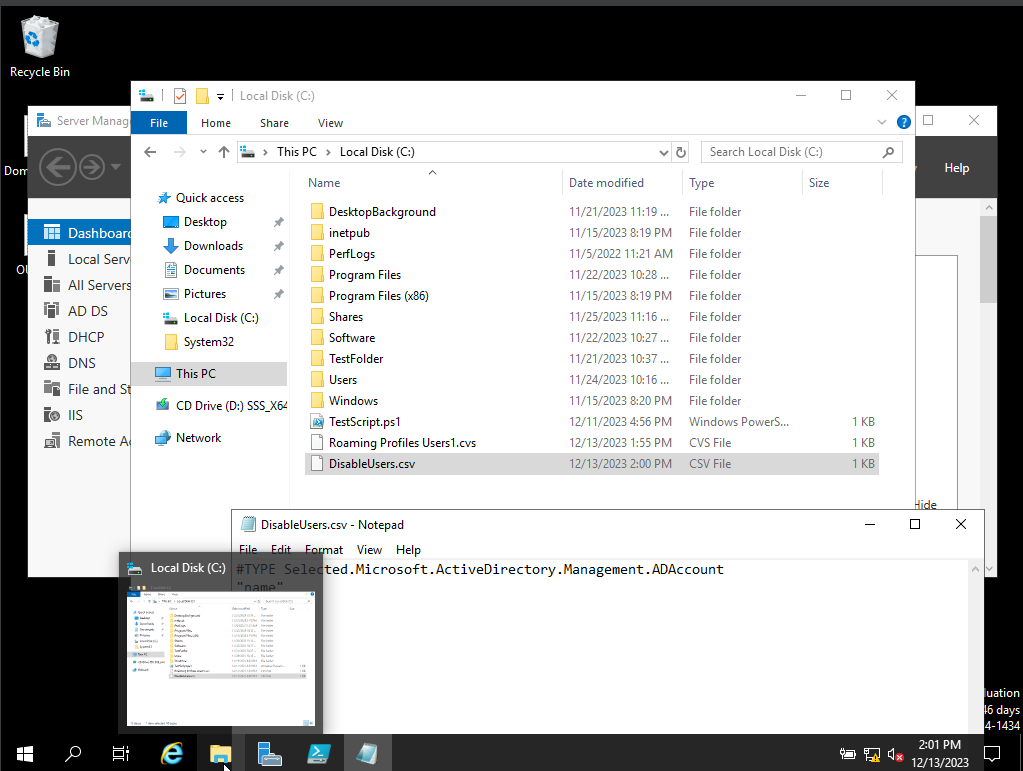 Recycle Bin
Local Disk (C:)
File Home Share View
This PC > Local Disk (C:)
Search Local Disk (C:)
Name Date modified Type Size
Quick access
Desktop
Downloads
Documents
Pictures
Local Disk (C:)
System32
This PC
CD Drive (D:) SSS_X64
Network
DesktopBackground 11/21/2023 11:19 ... File folder
inetpub 11/15/2023 8:19 PM File folder
PerfLogs 11/5/2022 11:21 AM File folder
Program Files 11/22/2023 10:28 ... File folder
Program Files (x86) 11/15/2023 8:19 PM File folder
Shares 11/25/2023 11:16 ... File folder
Software 11/22/2023 10:27 ... File folder
TestFolder 11/21/2023 10:37 ... File folder
Users 11/24/2023 10:16 ... File folder
Windows 11/15/2023 8:20 PM File folder
TestScript.ps1 12/11/2023 4:56 PM Windows PowerS... 1 KB
Roaming Profiles Users1.cvs 12/13/2023 1:55 PM CVS File 1 KB
DisableUsers.csv 12/13/2023 2:00 PM CSV File 1 KB
Server Manag
Help
Dom
OU
Dashboard
Local Serv
All Servers
AD DS
DHCP
DNS
File and St
IIS
Remote Ac
Hide
DisableUsers.csv - Notepad
File Edit Format View Help
#TYPE Selected.Microsoft.ActiveDirectory.Management.ADAccount
"name"
Local Disk (C:)
luation
46 days
4-1434
2:01 PM
12/13/2023